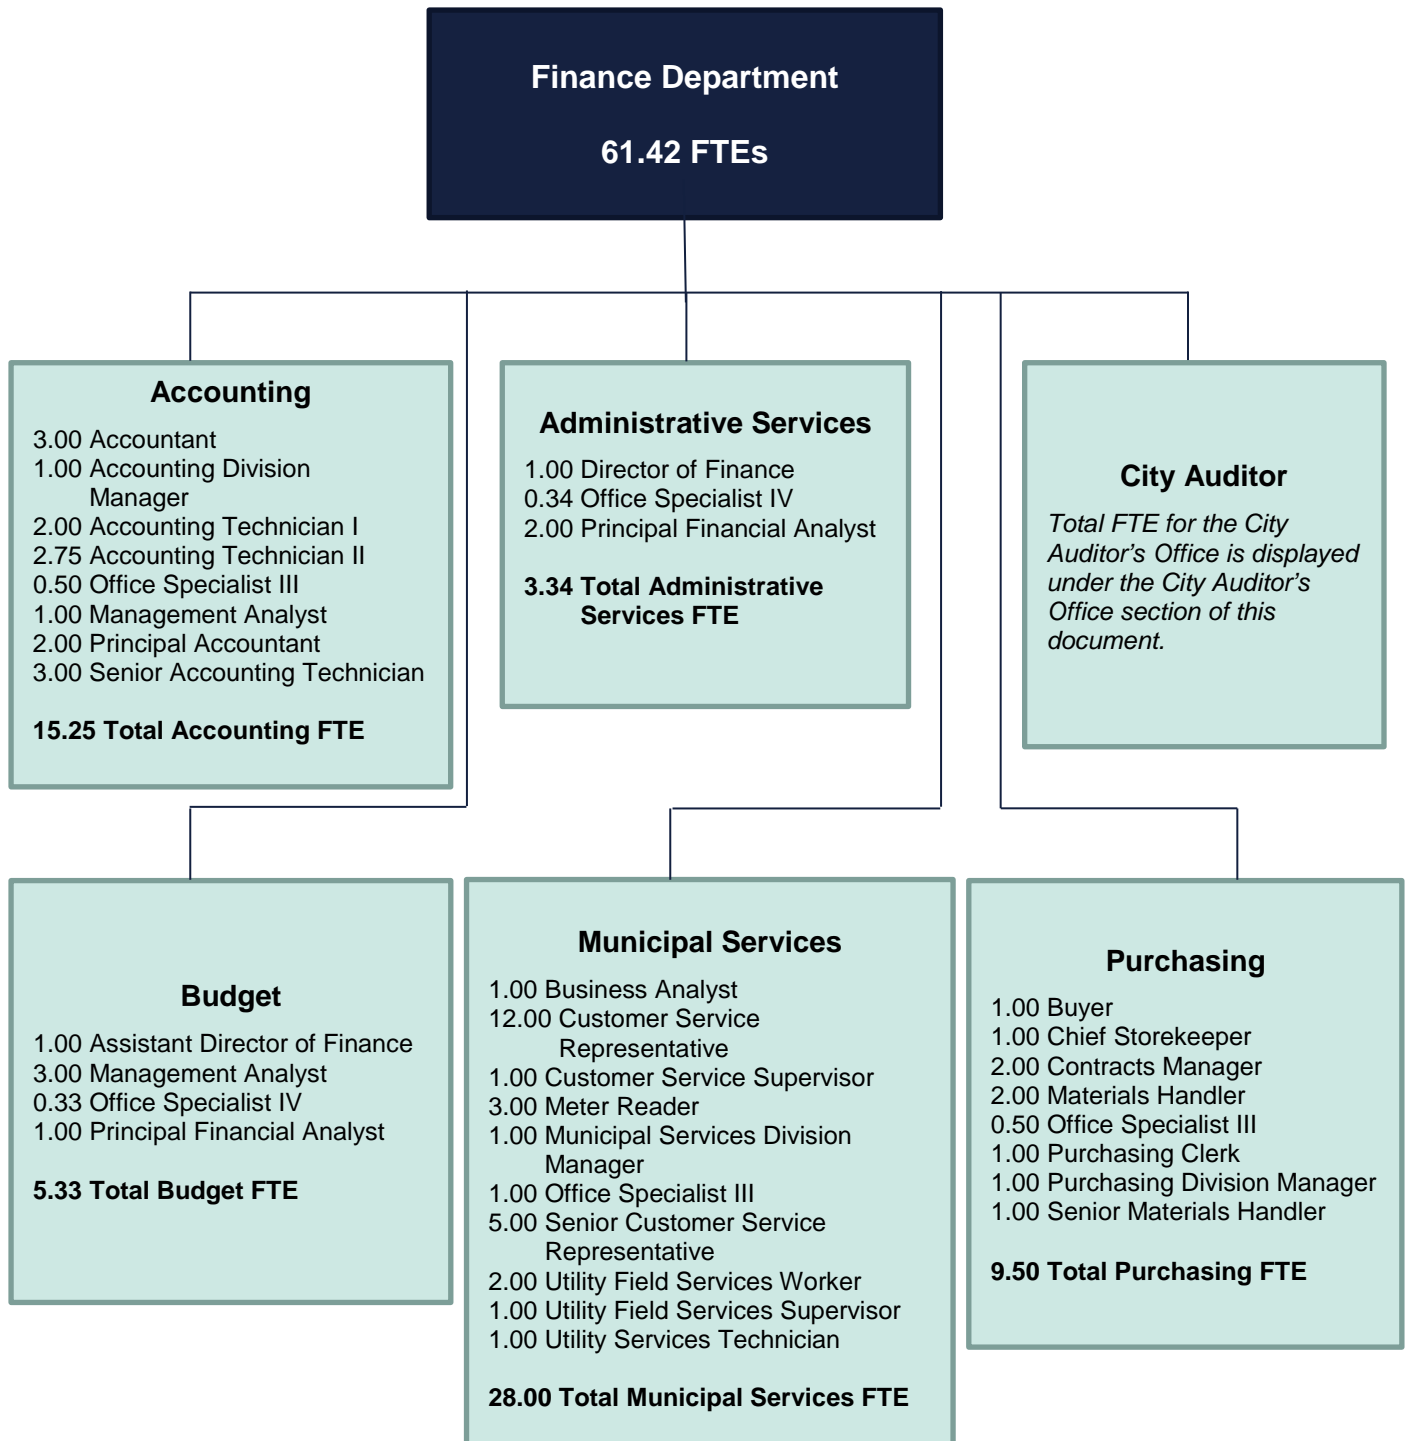 Finance Department
61.42 FTEs
Accounting
3.00 Accountant
1.00 Accounting Division
Manager
2.00 Accounting Technician I
2.75 Accounting Technician II
0.50 Office Specialist III
1.00 Management Analyst
2.00 Principal Accountant
3.00 Senior Accounting Technician
15.25 Total Accounting FTE
Administrative Services
1.00 Director of Finance
0.34 Office Specialist IV
2.00 Principal Financial Analyst
3.34 Total Administrative
Services FTE
City Auditor
Total FTE for the City
Auditor’s Office is displayed
under the City Auditor’s
Office section of this
document.
Budget
1.00 Assistant Director of Finance
3.00 Management Analyst
0.33 Office Specialist IV
1.00 Principal Financial Analyst
5.33 Total Budget FTE
Municipal Services
1.00 Business Analyst
12.00 Customer Service
Representative
1.00 Customer Service Supervisor
3.00 Meter Reader
1.00 Municipal Services Division
Manager
1.00 Office Specialist III
5.00 Senior Customer Service
Representative
2.00 Utility Field Services Worker
1.00 Utility Field Services Supervisor
1.00 Utility Services Technician
28.00 Total Municipal Services FTE
Purchasing
1.00 Buyer
1.00 Chief Storekeeper
2.00 Contracts Manager
2.00 Materials Handler
0.50 Office Specialist III
1.00 Purchasing Clerk
1.00 Purchasing Division Manager
1.00 Senior Materials Handler
9.50 Total Purchasing FTE